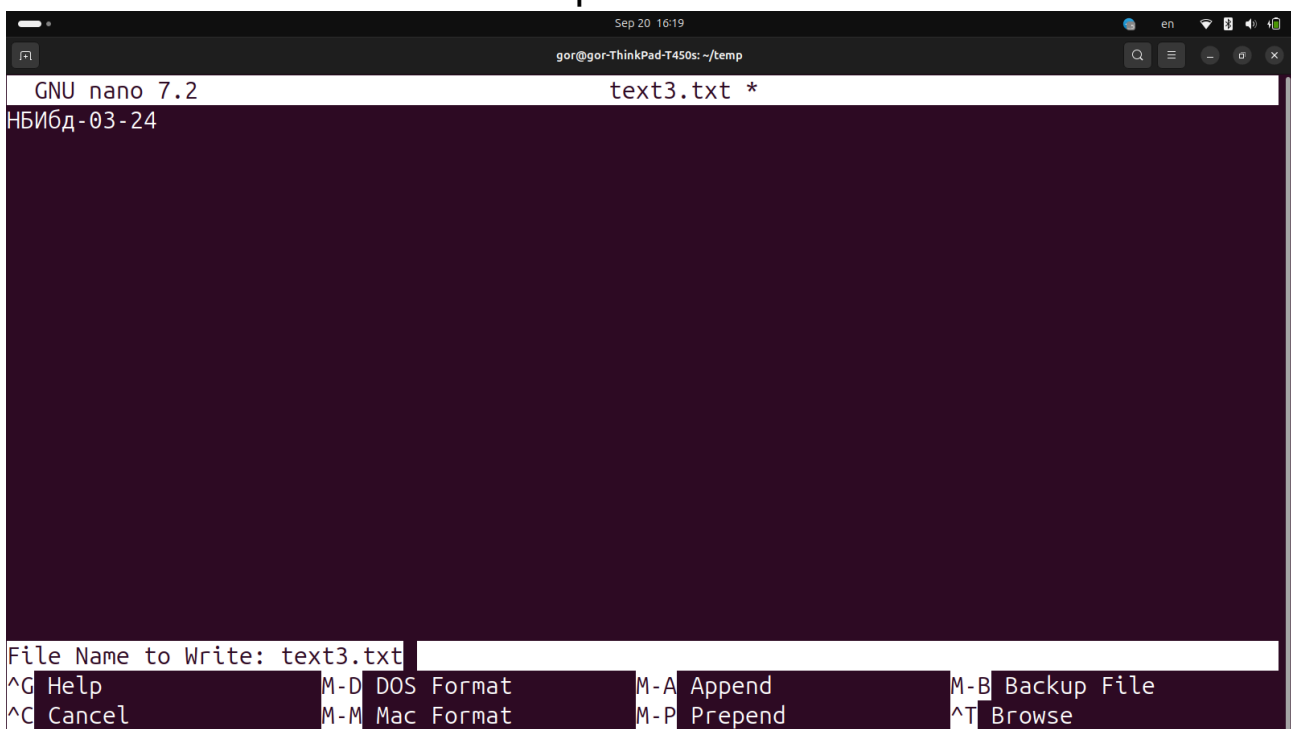 Sep 20 16:19
en
gor@gor-ThinkPad-T450s: ~/temp
GNU nano 7.2 text3.txt *
НБИбд-03-24
File Name to Write: text3.txt
^G Help M-D DOS Format M-A Append M-B Backup File
^C Cancel M-M Mac Format M-P Prepend ^T Browse